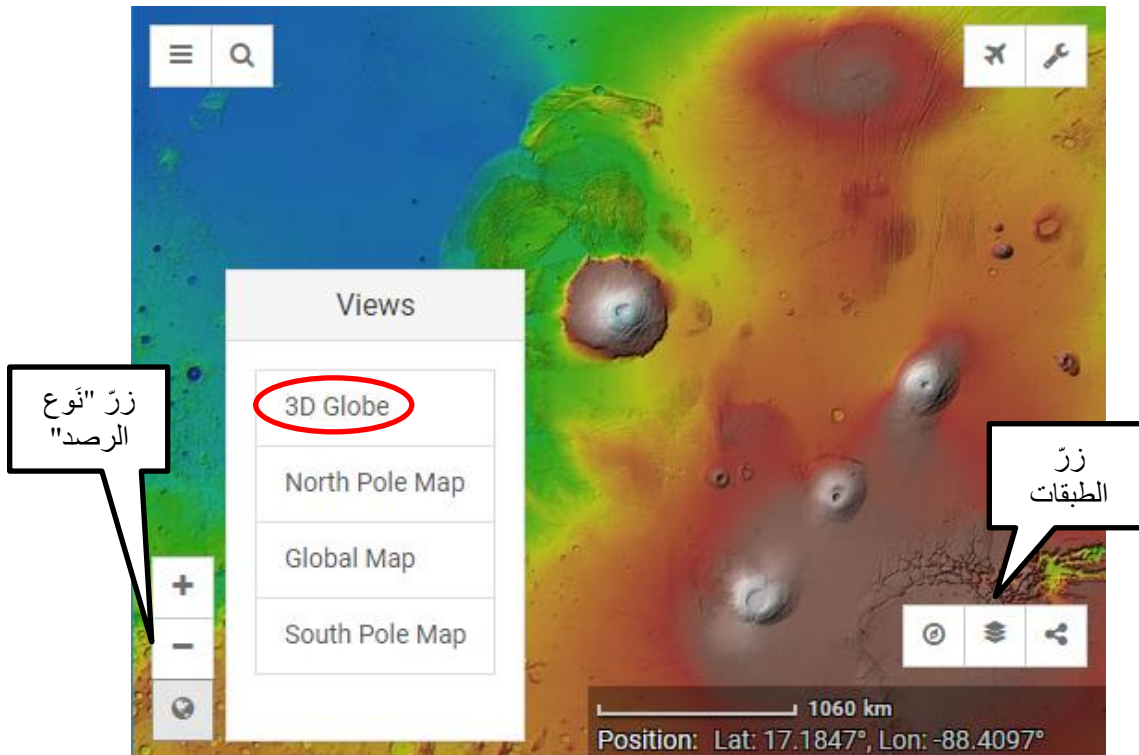 Views
3D Globe
North Pole Map
Global Map
South Pole Map
زرّ "نَوع
الرصد"
زرّ
الطبقات
1060 km
Position: Lat: 17.1847°, Lon: -88.4097°